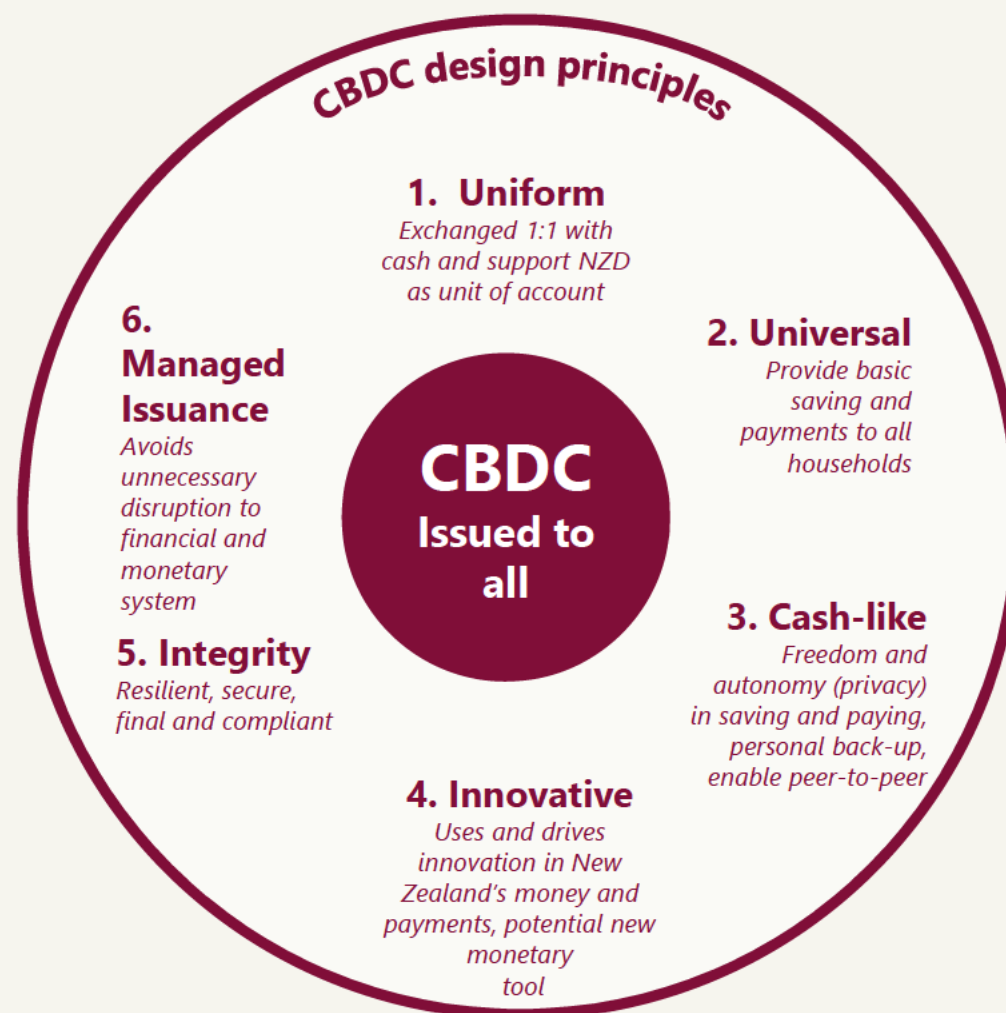 CBDC design principles
1. Uniform
Exchanged 1:1 with
cash and support NZD
as unit of account
2. Universal
Provide basic
saving and
payments to all
households
3. Cash-like
Freedom and
autonomy (privacy)
in saving and paying,
personal back-up,
enable peer-to-peer
4. Innovative
Uses and drives
innovation in New
Zealand’s money and
payments, potential new
monetary
tool
5. Integrity
Resilient, secure,
final and compliant
6.
Managed
Issuance
Avoids
unnecessary
disruption to
financial and
monetary
system
CBDC
Issued to
all